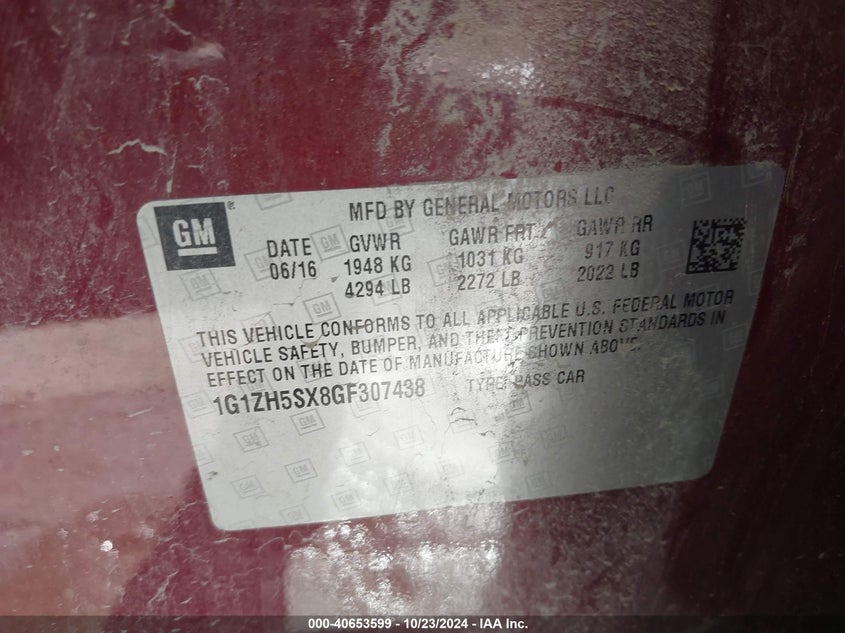 GM
MFD BY GENERAL MOTORS LLC
DATE GVWR GAWR FRT GAWR RR
06/16 1948 KG 1031 KG 917 KG
4294 LB 2272 LB 2022 LB
THIS VEHICLE CONFORMS TO ALL APPLICABLE U.S. FEDERAL MOTOR
VEHICLE SAFETY, BUMPER, AND THEFT PREVENTION STANDARDS IN
EFFECT ON THE DATE OF MANUFACTURE SHOWN ABOVE.
1G1ZH5SX8GF307438 TYPE: PASS CAR
000-40653599 - 10/23/2024 - IAA Inc.